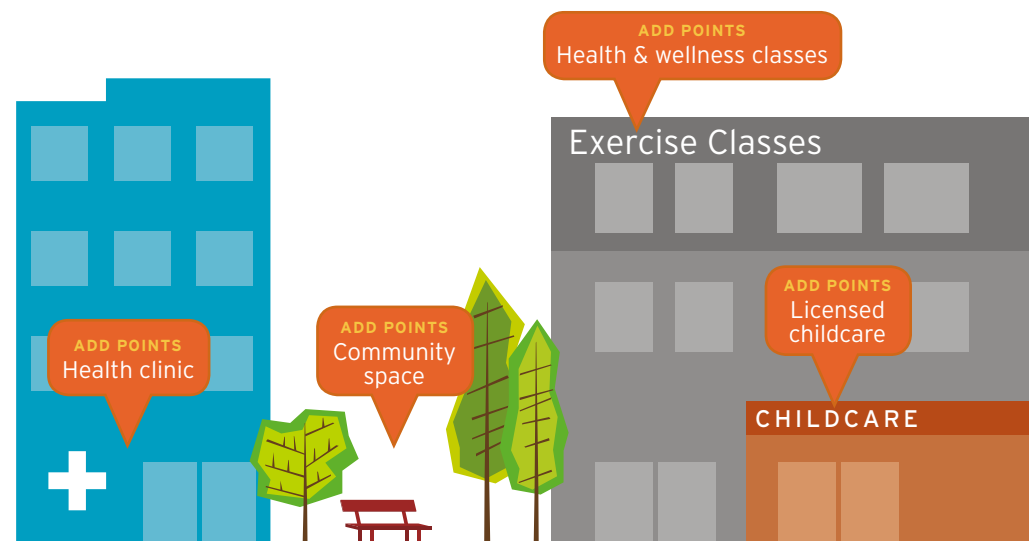 ADD POINTS
Health & wellness classes
Exercise Classes
ADD POINTS
Licensed
childcare
ADD POINTS
Community
space
ADD POINTS
Health clinic
CHILDCARE